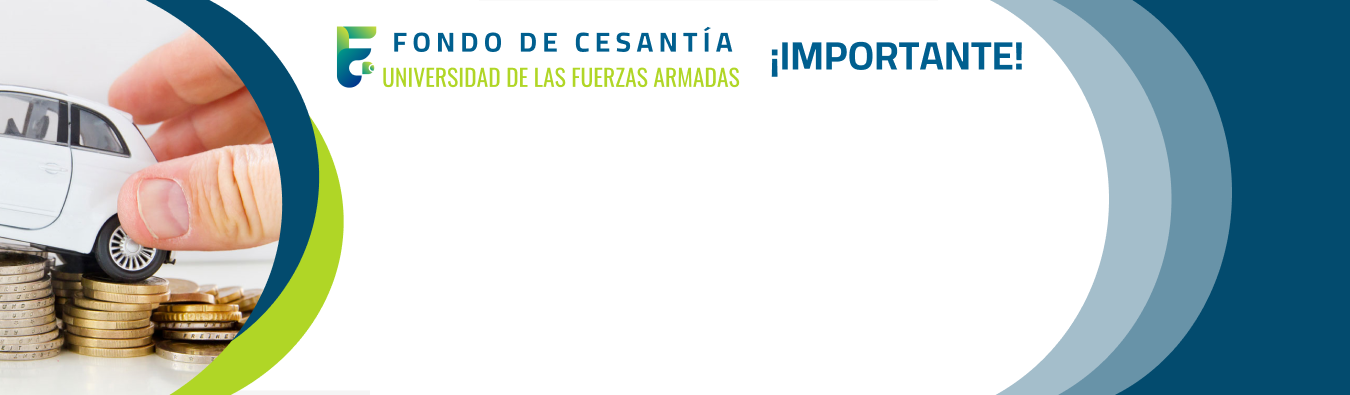 FONDO DE CESANTÍA
UNIVERSIDAD DE LAS FUERZAS ARMADAS
¡IMPORTANTE!